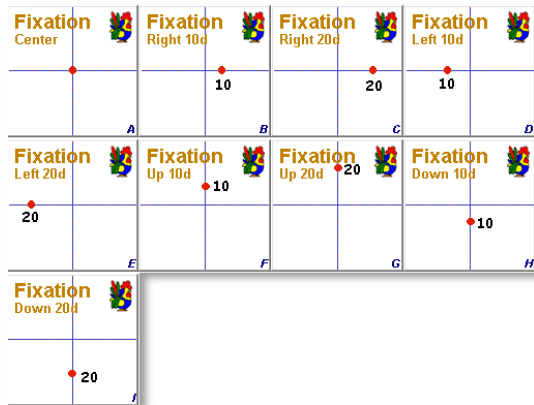 Fixation
Center
A
Fixation
Right 10d
10
B
Fixation
Right 20d
20
C
Fixation
Left 10d
10
D
Fixation
Left 20d
20
E
Fixation
Up 10d
10
F
Fixation
Up 20d
20
G
Fixation
Down 10d
10
H
Fixation
Down 20d
20
I